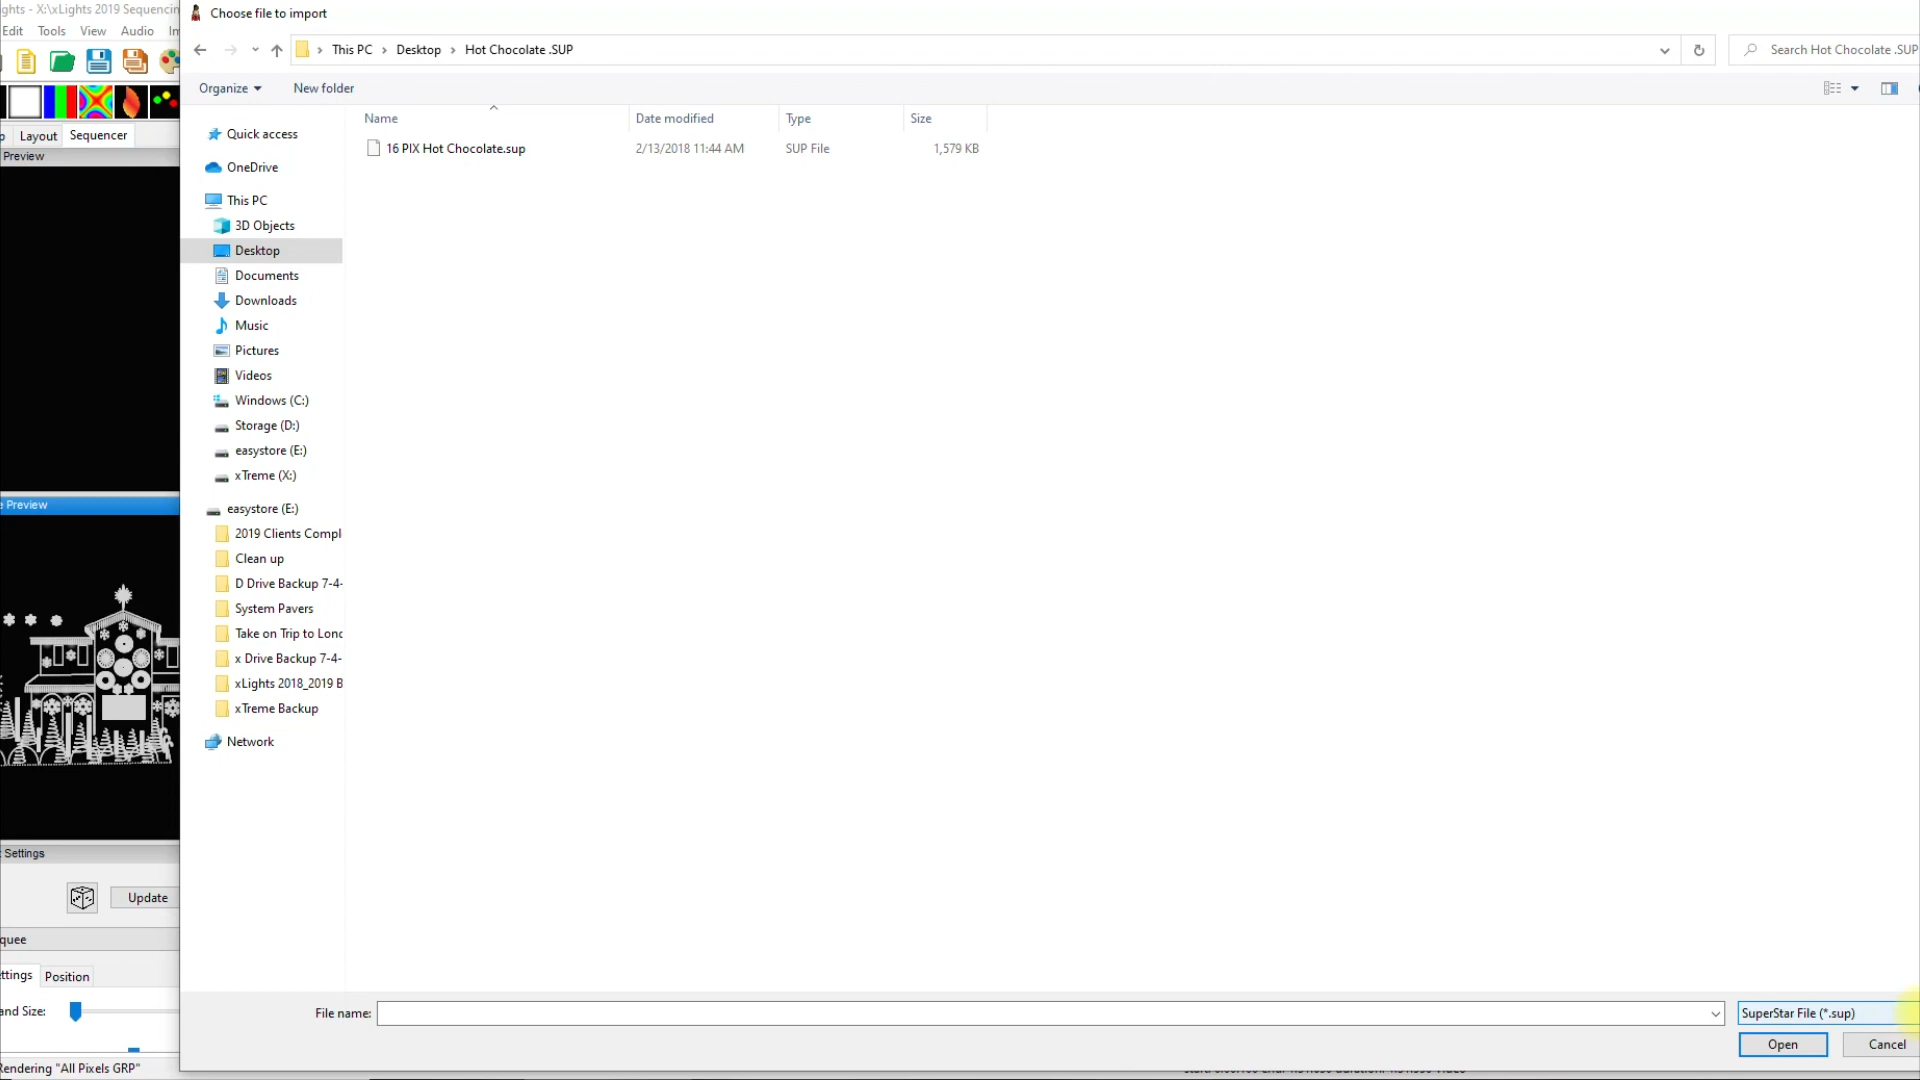 ghts - X:\xLights 2019 Sequencin
Choose file to import
Edit Tools View Audio In
This PC > Desktop > Hot Chocolate .SUP
Search Hot Chocolate .SUP
Organize
New folder
Layout
Sequencer
Preview
Name
Date modified
Type
Size
16 PIX Hot Chocolate.sup
2/13/2018 11:44 AM
SUP File
1,579 KB
Quick access
OneDrive
This PC
3D Objects
Desktop
Documents
Downloads
Music
Pictures
Videos
Windows (C:)
Storage (D:)
easystore (E:)
xTreme (X:)
easystore (E:)
e Preview
2019 Clients Compl
Clean up
D Drive Backup 7-4-
System Pavers
Take on Trip to Lonc
x Drive Backup 7-4-
xLights 2018_2019 B
xTreme Backup
Network
Settings
Update
quee
ttings
Position
and Size:
File name:
SuperStar File (*.sup)
Open
Cancel
Rendering "All Pixels GRP"